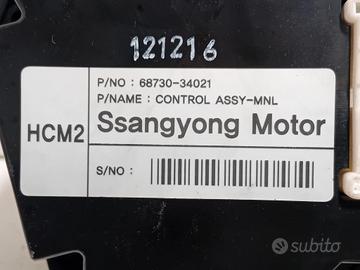 121216
P/NO : 68730-34021
P/NAME : CONTROL ASSY-MNL
HCM2
Ssangyong Motor
S/NO :
subito